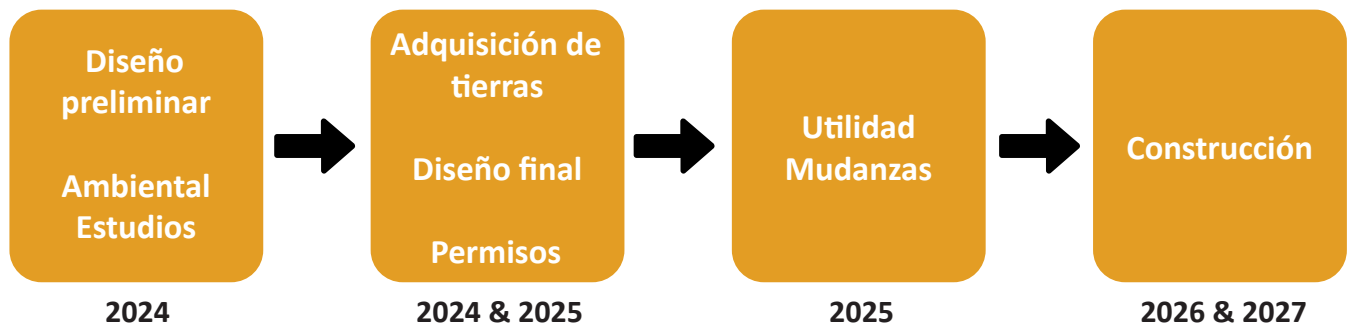 Diseño
preliminar
Ambiental
Estudios
2024
Adquisición de
tierras
Diseño final
Permisos
2024 & 2025
Utilidad
Mudanzas
2025
Construcción
2026 & 2027